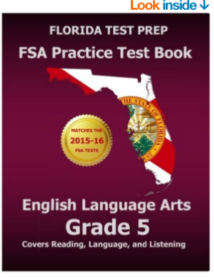 Look inside
FLORIDA TEST PREP
FSA Practice Test Book
MATCHES THE
2015-16
FSA TESTS
English Language Arts
Grade 5
Covers Reading, Language, and Listening